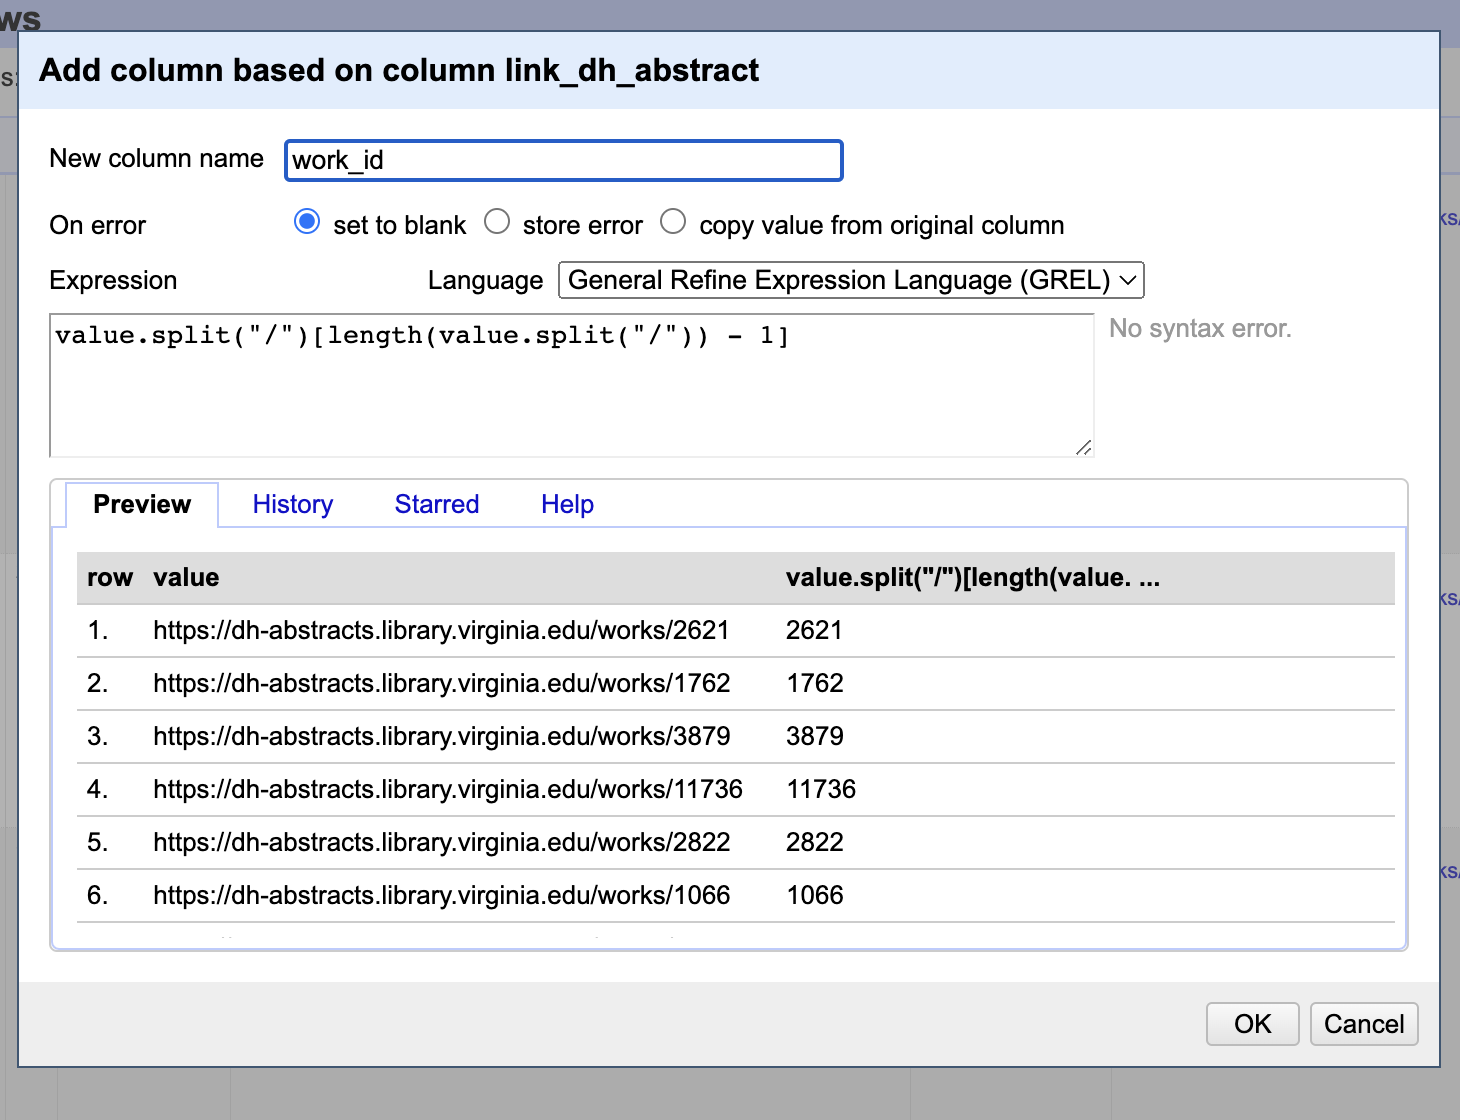 ws
Add column based on column link_dh_abstract
New column name work_id
On error set to blank store error copy value from original column
Expression Language General Refine Expression Language (GREL)
value.split("/")[length(value.split("/")) - 1]
No syntax error.
Preview History Starred Help
row value value.split("/")[length(value. ...
1. https://dh-abstracts.library.virginia.edu/works/2621 2621
2. https://dh-abstracts.library.virginia.edu/works/1762 1762
3. https://dh-abstracts.library.virginia.edu/works/3879 3879
4. https://dh-abstracts.library.virginia.edu/works/11736 11736
5. https://dh-abstracts.library.virginia.edu/works/2822 2822
6. https://dh-abstracts.library.virginia.edu/works/1066 1066
OK Cancel